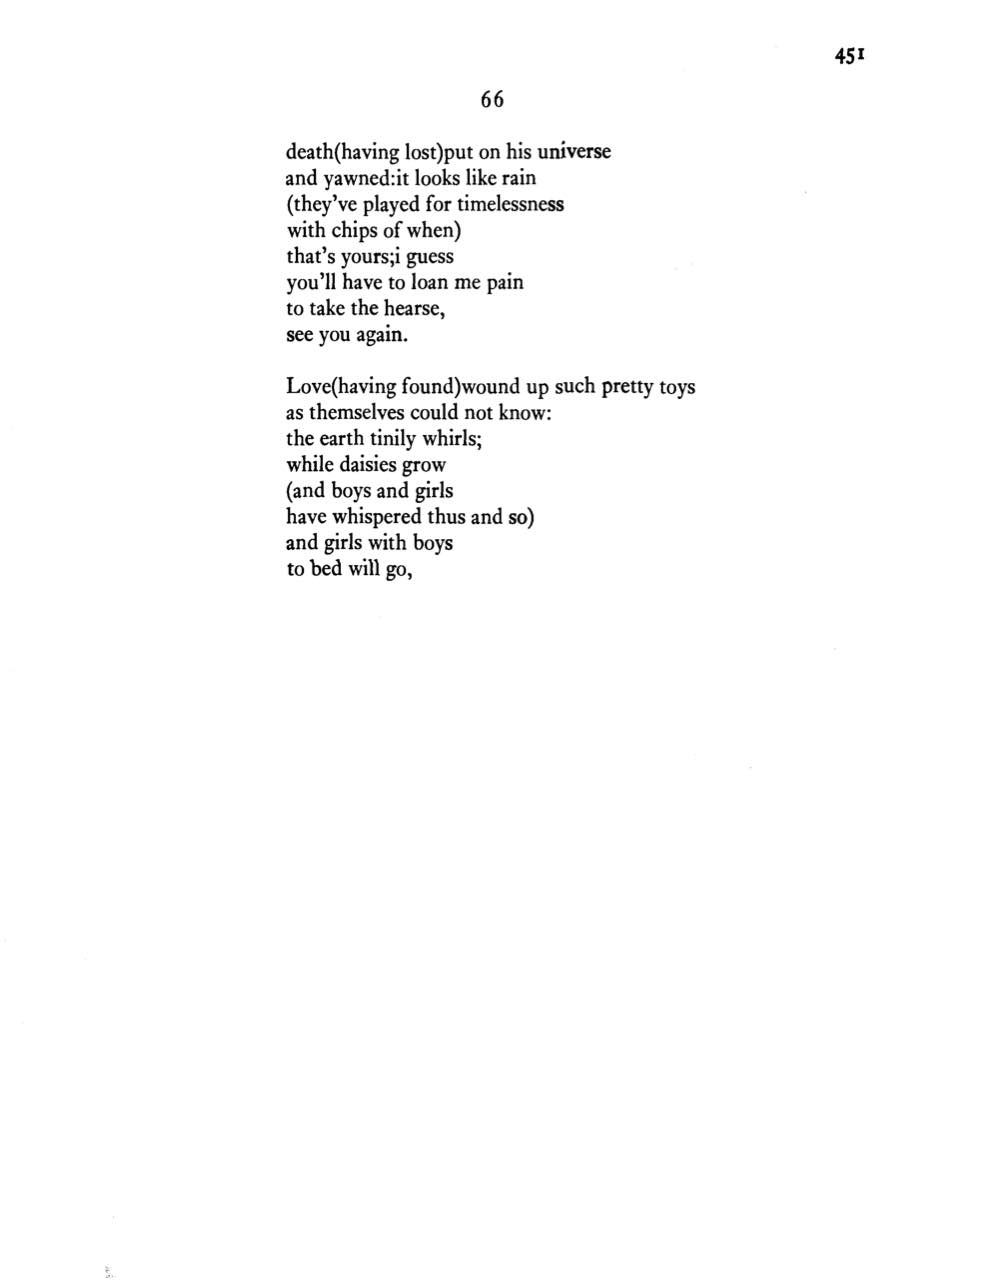 451
66
death(having lost)put on his universe
and yawned:it looks like rain
(they've played for timelessness
with chips of when)
that's yours;i guess
you'll have to loan me pain
to take the hearse,
see you again.
Love(having found)wound up such pretty toys
as themselves could not know:
the earth tinily whirls;
while daisies grow
(and boys and girls
have whispered thus and so)
and girls with boys
to bed will go,